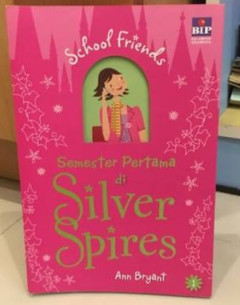 School Friends
BIP
Semester Pertama
di
Silver
Spires
Ann Bryant
1